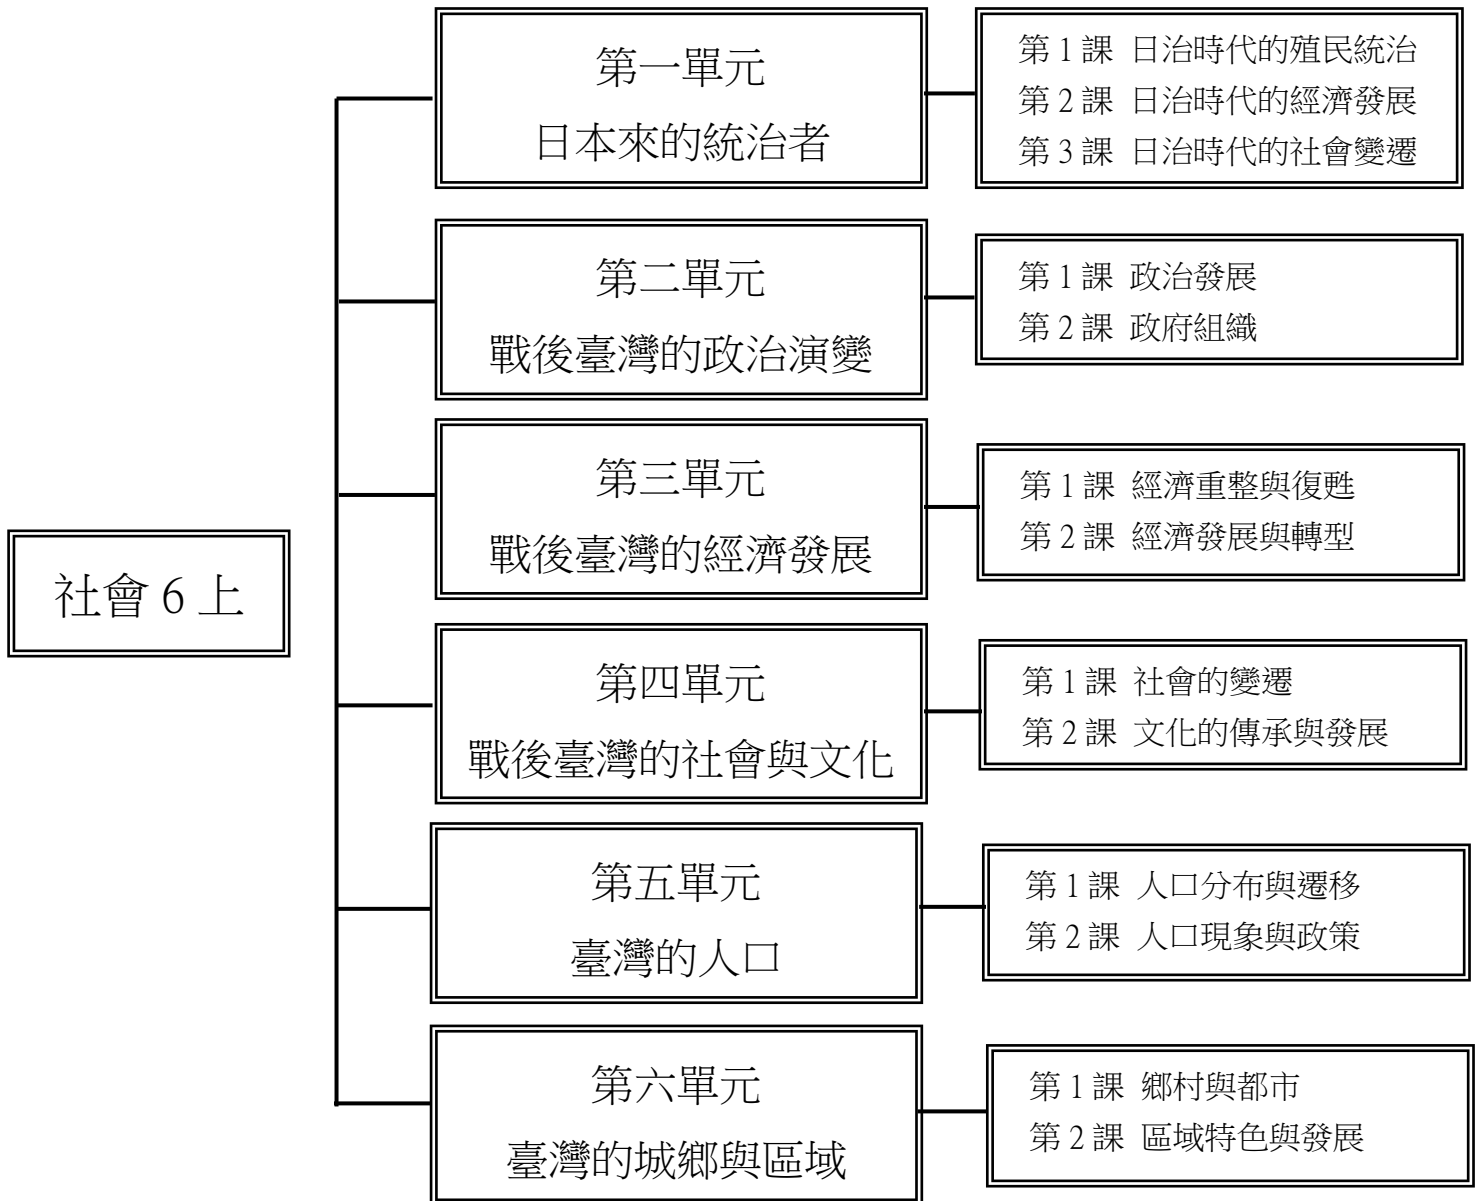 社會 6 上
第一單元
日本來的統治者
第 1 課 日治時代的殖民統治
第 2 課 日治時代的經濟發展
第 3 課 日治時代的社會變遷
第二單元
戰後臺灣的政治演變
第 1 課 政治發展
第 2 課 政府組織
第三單元
戰後臺灣的經濟發展
第 1 課 經濟重整與復甦
第 2 課 經濟發展與轉型
第四單元
戰後臺灣的社會與文化
第 1 課 社會的變遷
第 2 課 文化的傳承與發展
第五單元
臺灣的人口
第 1 課 人口分布與遷移
第 2 課 人口現象與政策
第六單元
臺灣的城鄉與區域
第 1 課 鄉村與都市
第 2 課 區域特色與發展